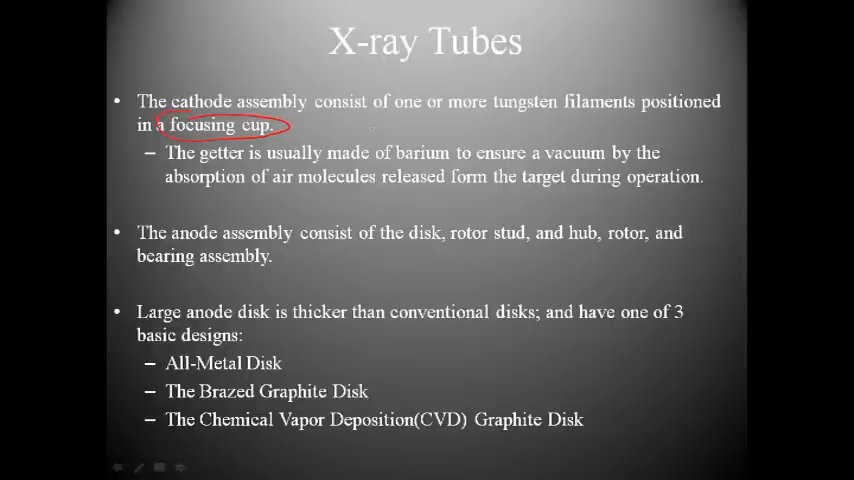 X-ray Tubes
• The cathode assembly consist of one or more tungsten filaments positioned
in a focusing cup.
– The getter is usually made of barium to ensure a vacuum by the
absorption of air molecules released form the target during operation.
• The anode assembly consist of the disk, rotor stud, and hub, rotor, and
bearing assembly.
• Large anode disk is thicker than conventional disks; and have one of 3
basic designs:
– All-Metal Disk
– The Brazed Graphite Disk
– The Chemical Vapor Deposition(CVD) Graphite Disk